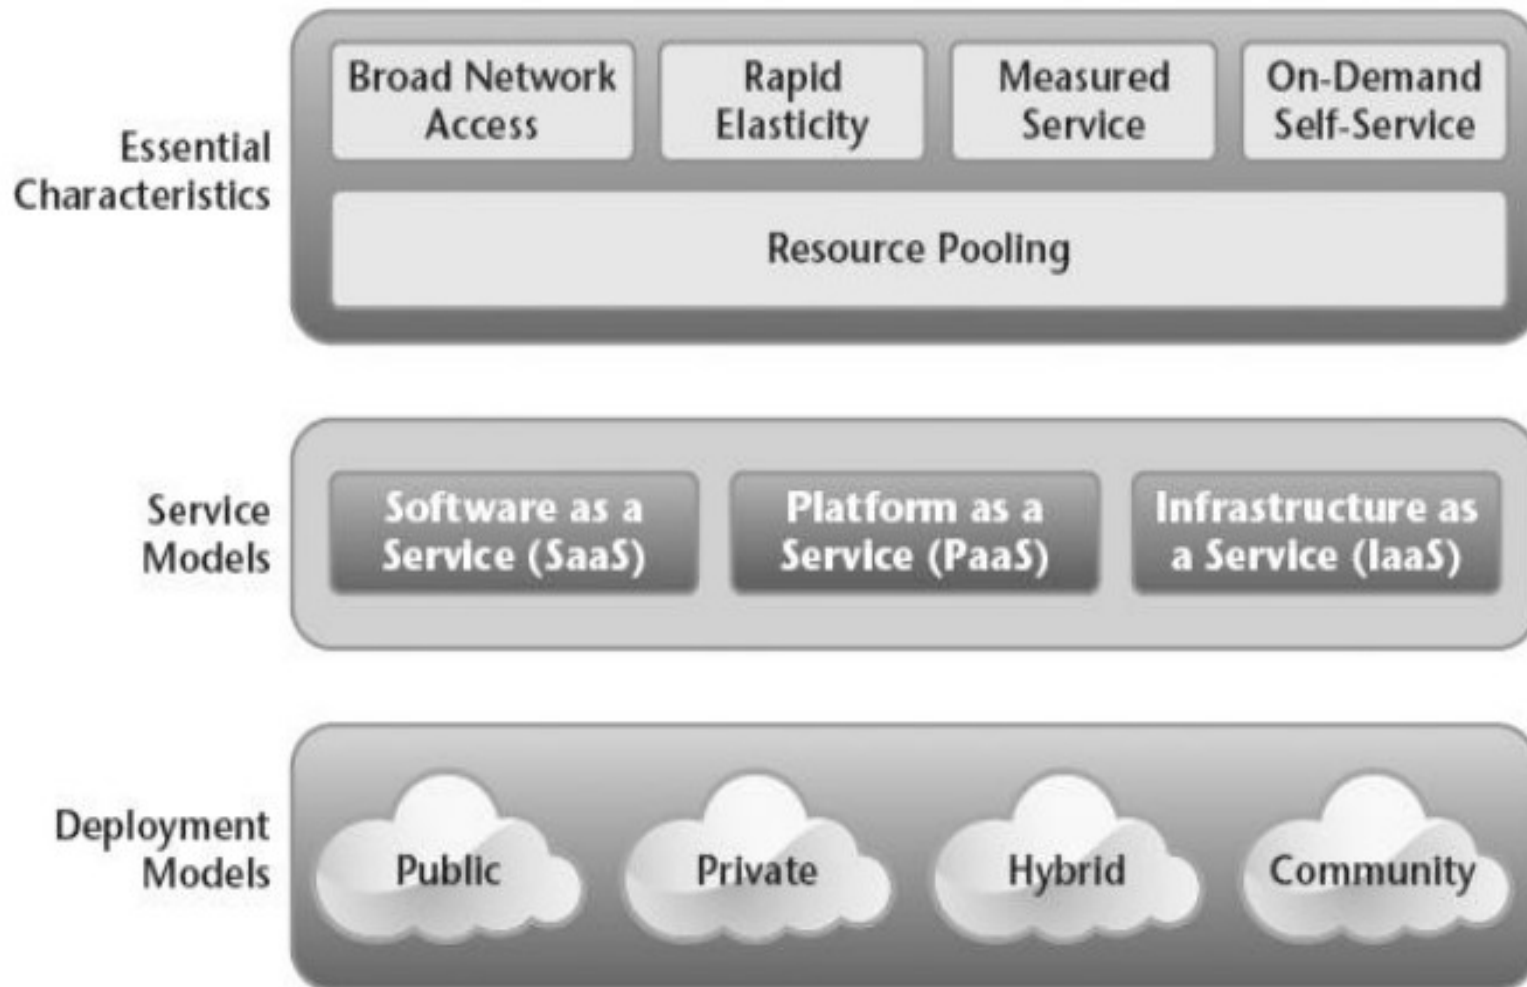 Essential
Characteristics
Broad Network
Access
Rapid
Elasticity
Measured
Service
On-Demand
Self-Service
Resource Pooling
Service
Models
Software as a
Service (SaaS)
Platform as a
Service (PaaS)
Infrastructure as
a Service (IaaS)
Deployment
Models
Public
Private
Hybrid
Community